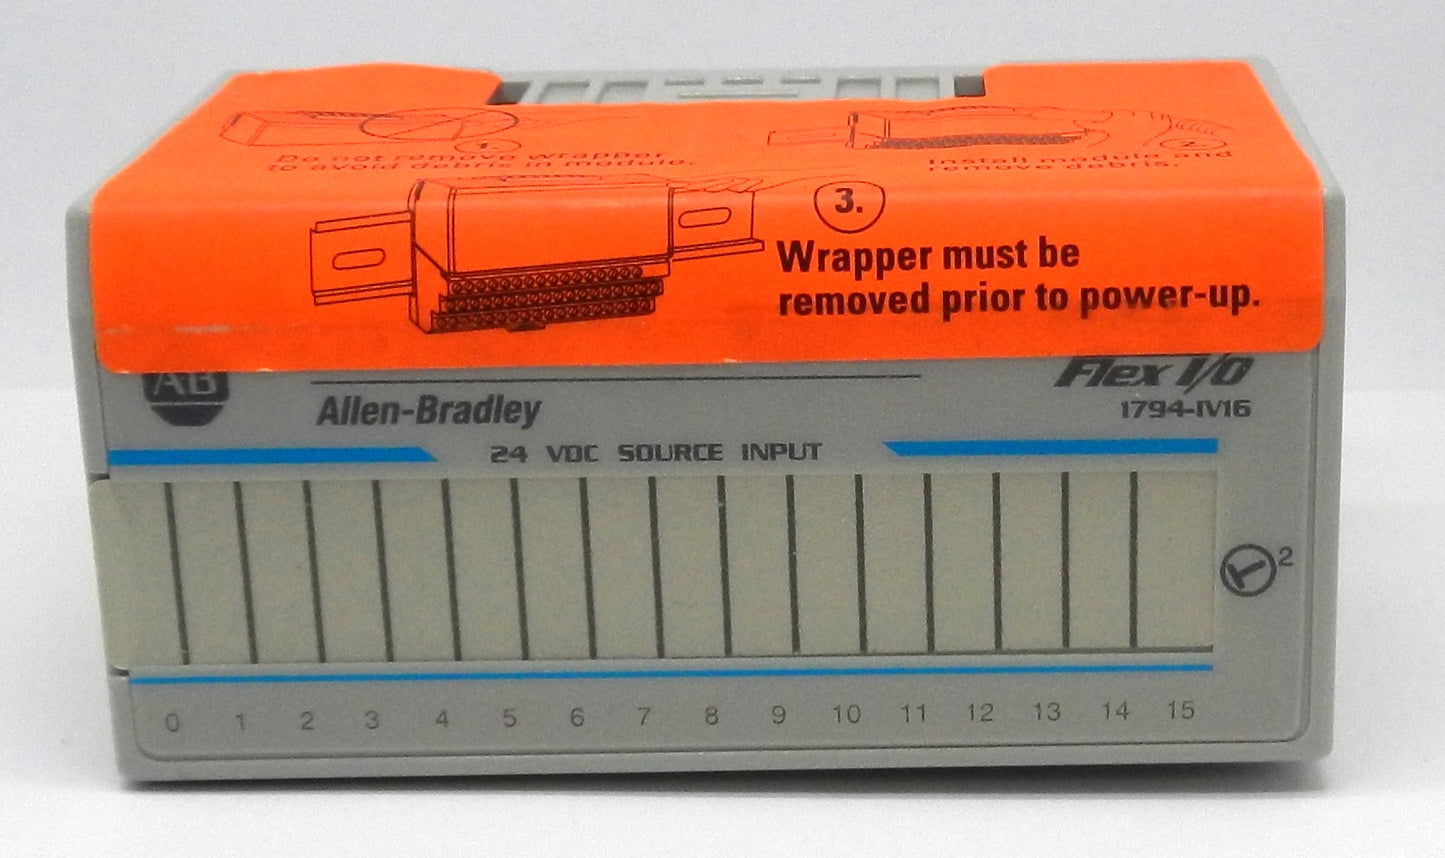 1.
Do not remove wrapper
to avoid debris in module.
2.
Install module and
remove debris.
3.
Wrapper must be
removed prior to power-up.
AB
Allen-Bradley
Flex I/O
1794-IV16
24 VDC SOURCE INPUT
2
0 1 2 3 4 5 6 7 8 9 10 11 12 13 14 15